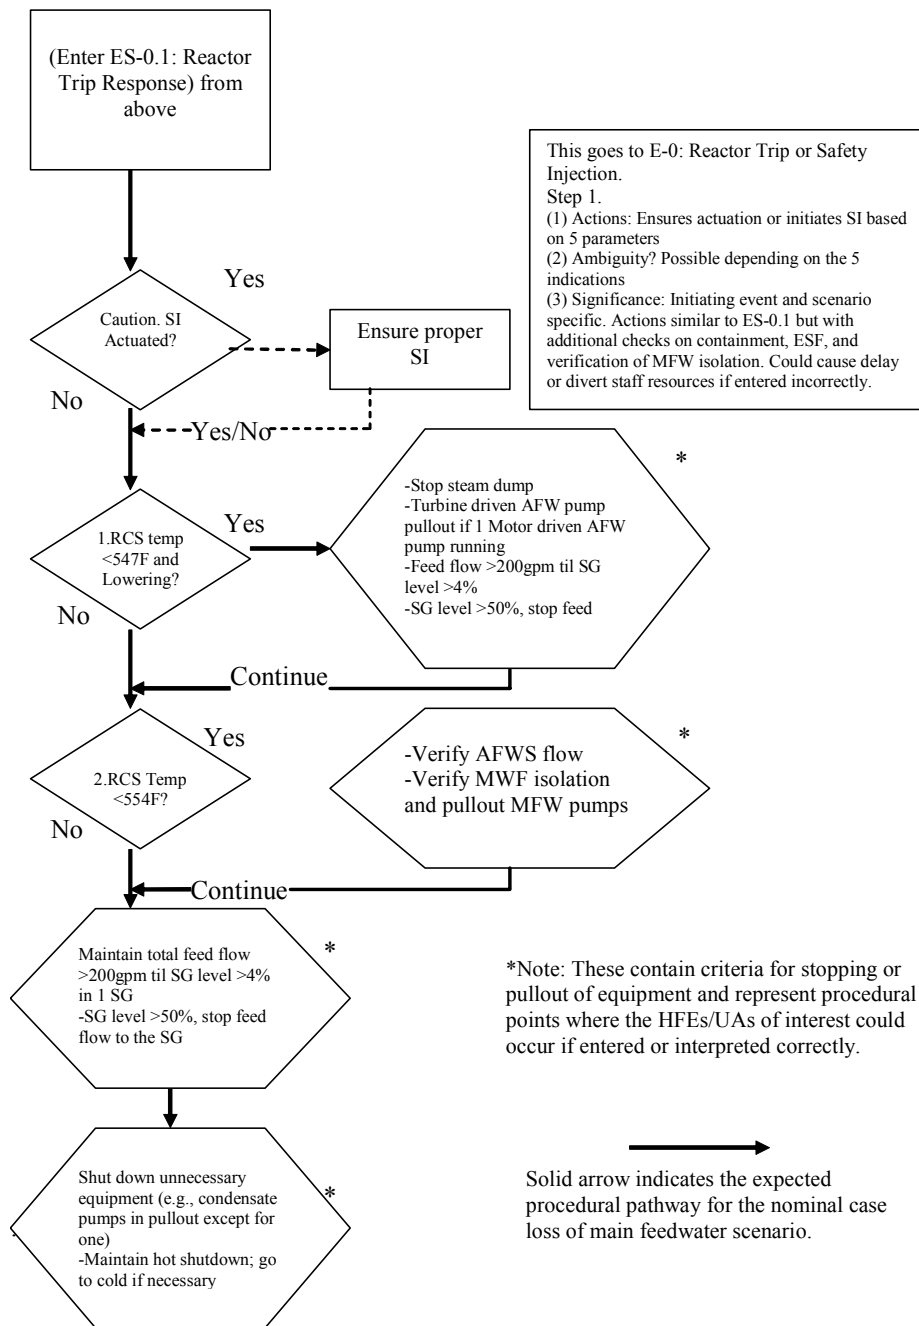 (Enter ES-0.1: Reactor
Trip Response) from
above
This goes to E-0: Reactor Trip or Safety
Injection.
Step 1.
(1) Actions: Ensures actuation or initiates SI based
on 5 parameters
(2) Ambiguity? Possible depending on the 5
indications
(3) Significance: Initiating event and scenario
specific. Actions similar to ES-0.1 but with
additional checks on containment, ESF, and
verification of MFW isolation. Could cause delay
or divert staff resources if entered incorrectly.
Yes
Caution. SI
Actuated?
Ensure proper
SI
No
Yes/No
*
-Stop steam dump
-Turbine driven AFW pump
pullout if 1 Motor driven AFW
pump running
-Feed flow >200gpm til SG
level >4%
-SG level >50%, stop feed
Yes
1.RCS temp
<547F and
Lowering?
No
Continue
Yes
*
-Verify AFWS flow
-Verify MWF isolation
and pullout MFW pumps
2.RCS Temp
<554F?
No
Continue
Maintain total feed flow
>200gpm til SG level >4%
in 1 SG
-SG level >50%, stop feed
flow to the SG
*
*Note: These contain criteria for stopping or
pullout of equipment and represent procedural
points where the HFEs/UAs of interest could
occur if entered or interpreted correctly.
Shut down unnecessary
equipment (e.g., condensate
pumps in pullout except for
one)
-Maintain hot shutdown; go
to cold if necessary
*
Solid arrow indicates the expected
procedural pathway for the nominal case
loss of main feedwater scenario.